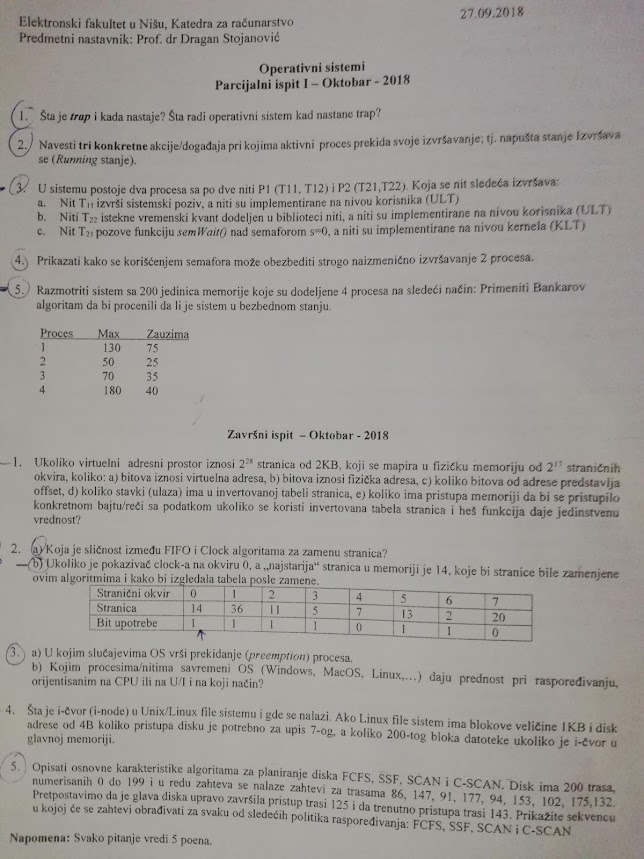 27.09.2018
Elektronski fakultet u Nišu, Katedra za računarstvo
Predmetni nastavnik: Prof. dr Dragan Stojanović
Operativni sistemi
Parcijalni ispit I – Oktobar - 2018
1. Šta je trap i kada nastaje? Šta radi operativni sistem kad nastane trap?
2. Navesti tri konkretne akcije/događaja pri kojima aktivni proces prekida svoje izvršavanje, tj. napušta stanje Izvršava
se (Running stanje).
3. U sistemu postoje dva procesa sa po dve niti P1 (T11, T12) i P2 (T21,T22). Koja se nit sledeća izvršava:
a. Nit T₁₁ izvrši sistemski poziv, a niti su implementirane na nivou korisnika (ULT)
b. Niti T₂₂ istekne vremenski kvant dodeljen u biblioteci niti, a niti su implementirane na nivou korisnika (ULT)
c. Nit T₂₁ pozove funkciju semWait() nad semaforom s=0, a niti su implementirane na nivou kernela (KLT)
4. Prikazati kako se korišćenjem semafora može obezbediti strogo naizmenično izvršavanje 2 procesa.
5. Razmotriti sistem sa 200 jedinica memorije koje su dodeljene 4 procesa na sledeći način: Primeniti Bankarov
algoritam da bi procenili da li je sistem u bezbednom stanju.
Proces Max Zauzima
1 130 75
2 50 25
3 70 35
4 180 40
Završni ispit – Oktobar - 2018
1. Ukoliko virtuelni adresni prostor iznosi 2²⁸ stranica od 2KB, koji se mapira u fizičku memoriju od 2¹⁷ straničnih
okvira, koliko: a) bitova iznosi virtuelna adresa, b) bitova iznosi fizička adresa, c) koliko bitova od adrese predstavlja
offset, d) koliko stavki (ulaza) ima u invertovanoj tabeli stranica, e) koliko ima pristupa memoriji da bi se pristupilo
konkretnom bajtu/reči sa podatkom ukoliko se koristi invertovana tabela stranica i heš funkcija daje jedinstvenu
vrednost?
2. a) Koja je sličnost između FIFO i Clock algoritama za zamenu stranica?
b) Ukoliko je pokazivač clock-a na okviru 0, a „najstarija“ stranica u memoriji je 14, koje bi stranice bile zamenjene
ovim algoritmima i kako bi izgledala tabela posle zamene.
Stranični okvir 0 1 2 3 4 5 6 7
Stranica 14 36 11 5 7 13 2 20
Bit upotrebe 1 1 1 1 0 1 1 0
3. a) U kojim slučajevima OS vrši prekidanje (preemption) procesa.
b) Kojim procesima/nitima savremeni OS (Windows, MacOS, Linux,...) daju prednost pri raspoređivanju,
orijentisanim na CPU ili na U/I i na koji način?
4. Šta je i-čvor (i-node) u Unix/Linux file sistemu i gde se nalazi. Ako Linux file sistem ima blokove veličine 1KB i disk
adrese od 4B koliko pristupa disku je potrebno za upis 7-og, a koliko 200-tog bloka datoteke ukoliko je i-čvor u
glavnoj memoriji.
5. Opisati osnovne karakteristike algoritama za planiranje diska FCFS, SSF, SCAN i C-SCAN. Disk ima 200 trasa,
numerisanih 0 do 199 i u redu zahteva se nalaze zahtevi za trasama 86, 147, 91, 177, 94, 153, 102, 175,132.
Pretpostavimo da je glava diska upravo završila pristup trasi 125 i da trenutno pristupa trasi 143. Prikažite sekvencu
u kojoj će se zahtevi obrađivati za svaku od sledećih politika raspoređivanja: FCFS, SSF, SCAN i C-SCAN
Napomena: Svako pitanje vredi 5 poena.